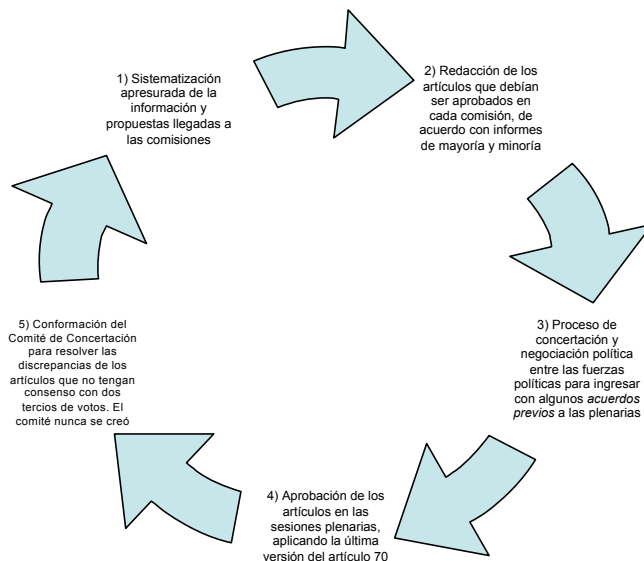 1) Sistematización
apresurada de la
información y
propuestas llegadas a
las comisiones
2) Redacción de los
artículos que debían
ser aprobados en
cada comisión, de
acuerdo con informes
de mayoría y minoría
3) Proceso de
concertación y
negociación política
entre las fuerzas
políticas para ingresar
con algunos acuerdos
previos a las plenarias
4) Aprobación de los
artículos en las
sesiones plenarias,
aplicando la última
versión del artículo 70
5) Conformación del
Comité de Concertación
para resolver las
discrepancias de los
artículos que no tengan
consenso con dos
tercios de votos. El
comité nunca se creó